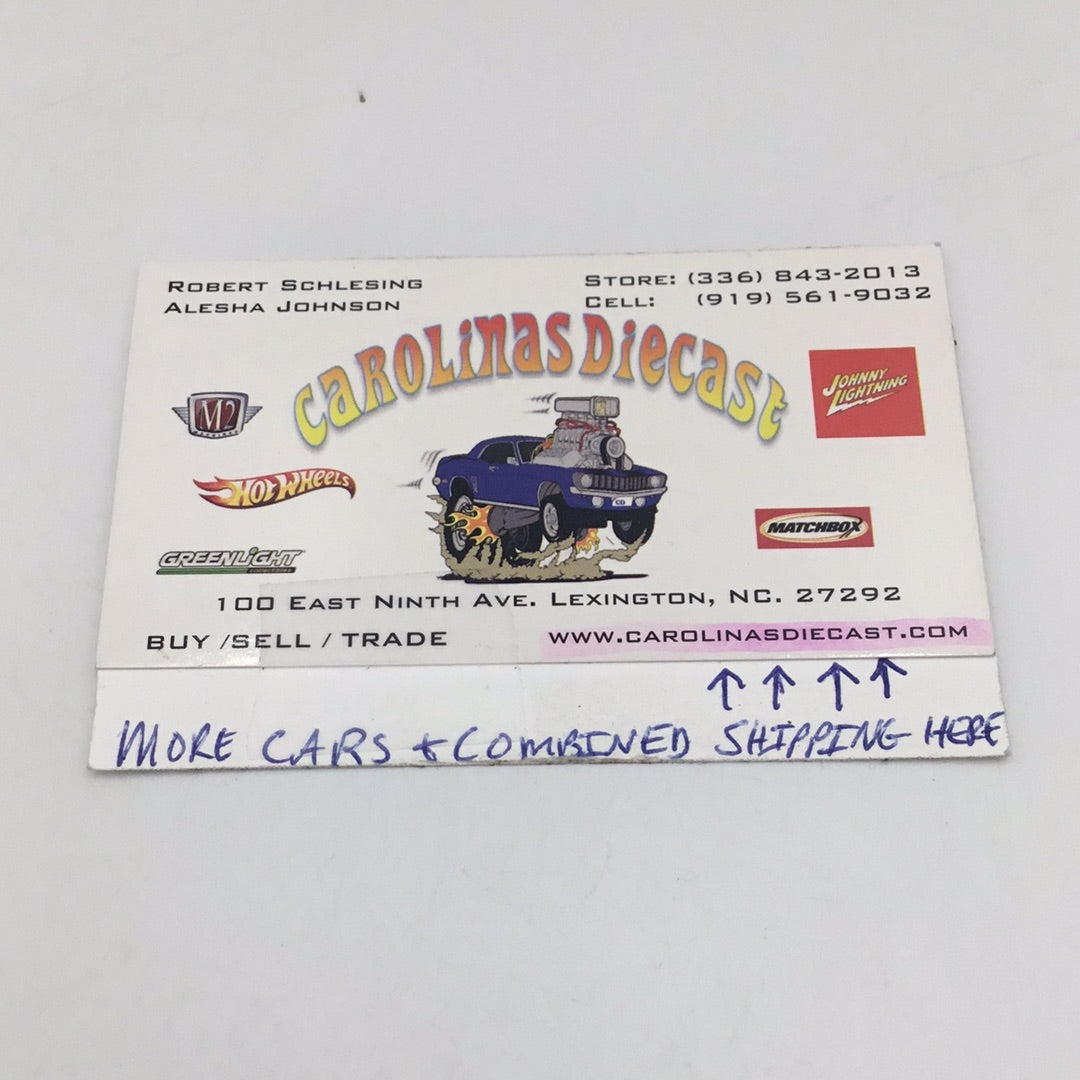 ROBERT SCHLESING
ALESHA JOHNSON
STORE: (336) 843-2013
CELL: (919) 561-9032
CAROLINAS DIECAST
M2
JOHNNY
LIGHTNING
HOT WHEELS
MATCHBOX
GREENLIGHT
collectibles
CD
100 EAST NINTH AVE. LEXINGTON, NC. 27292
BUY /SELL / TRADE
WWW.CAROLINASDIECAST.COM
MORE CARS + COMBINED SHIPPING HERE